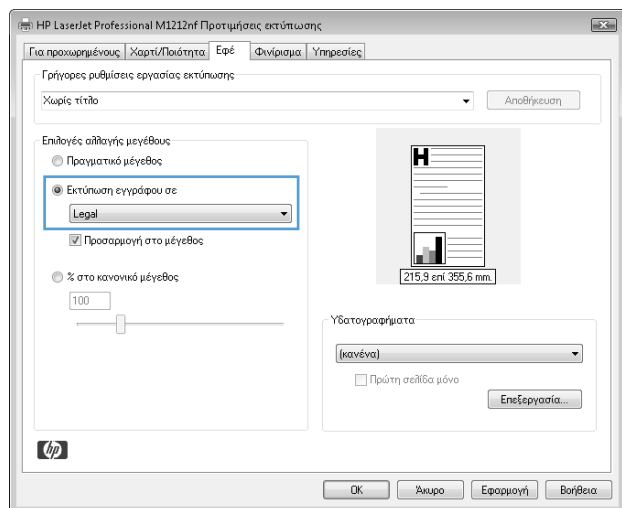 HP LaserJet Professional M1212nf Προτιμήσεις εκτύπωσης
Για προχωρημένους Χαρτί/Ποιότητα Εφέ Φινίρισμα Υπηρεσίες
Γρήγορες ρυθμίσεις εργασίας εκτύπωσης
Χωρίς τίτλο
Αποθήκευση
Επιλογές αλλαγής μεγέθους
Πραγματικό μέγεθος
Εκτύπωση εγγράφου σε
Legal
Προσαρμογή στο μέγεθος
% στο κανονικό μέγεθος
100
H
215,9 επί 355,6 mm.
Υδατογραφήματα
(κανένα)
Πρώτη σελίδα μόνο
Επεξεργασία...
hp
OK Άκυρο Εφαρμογή Βοήθεια